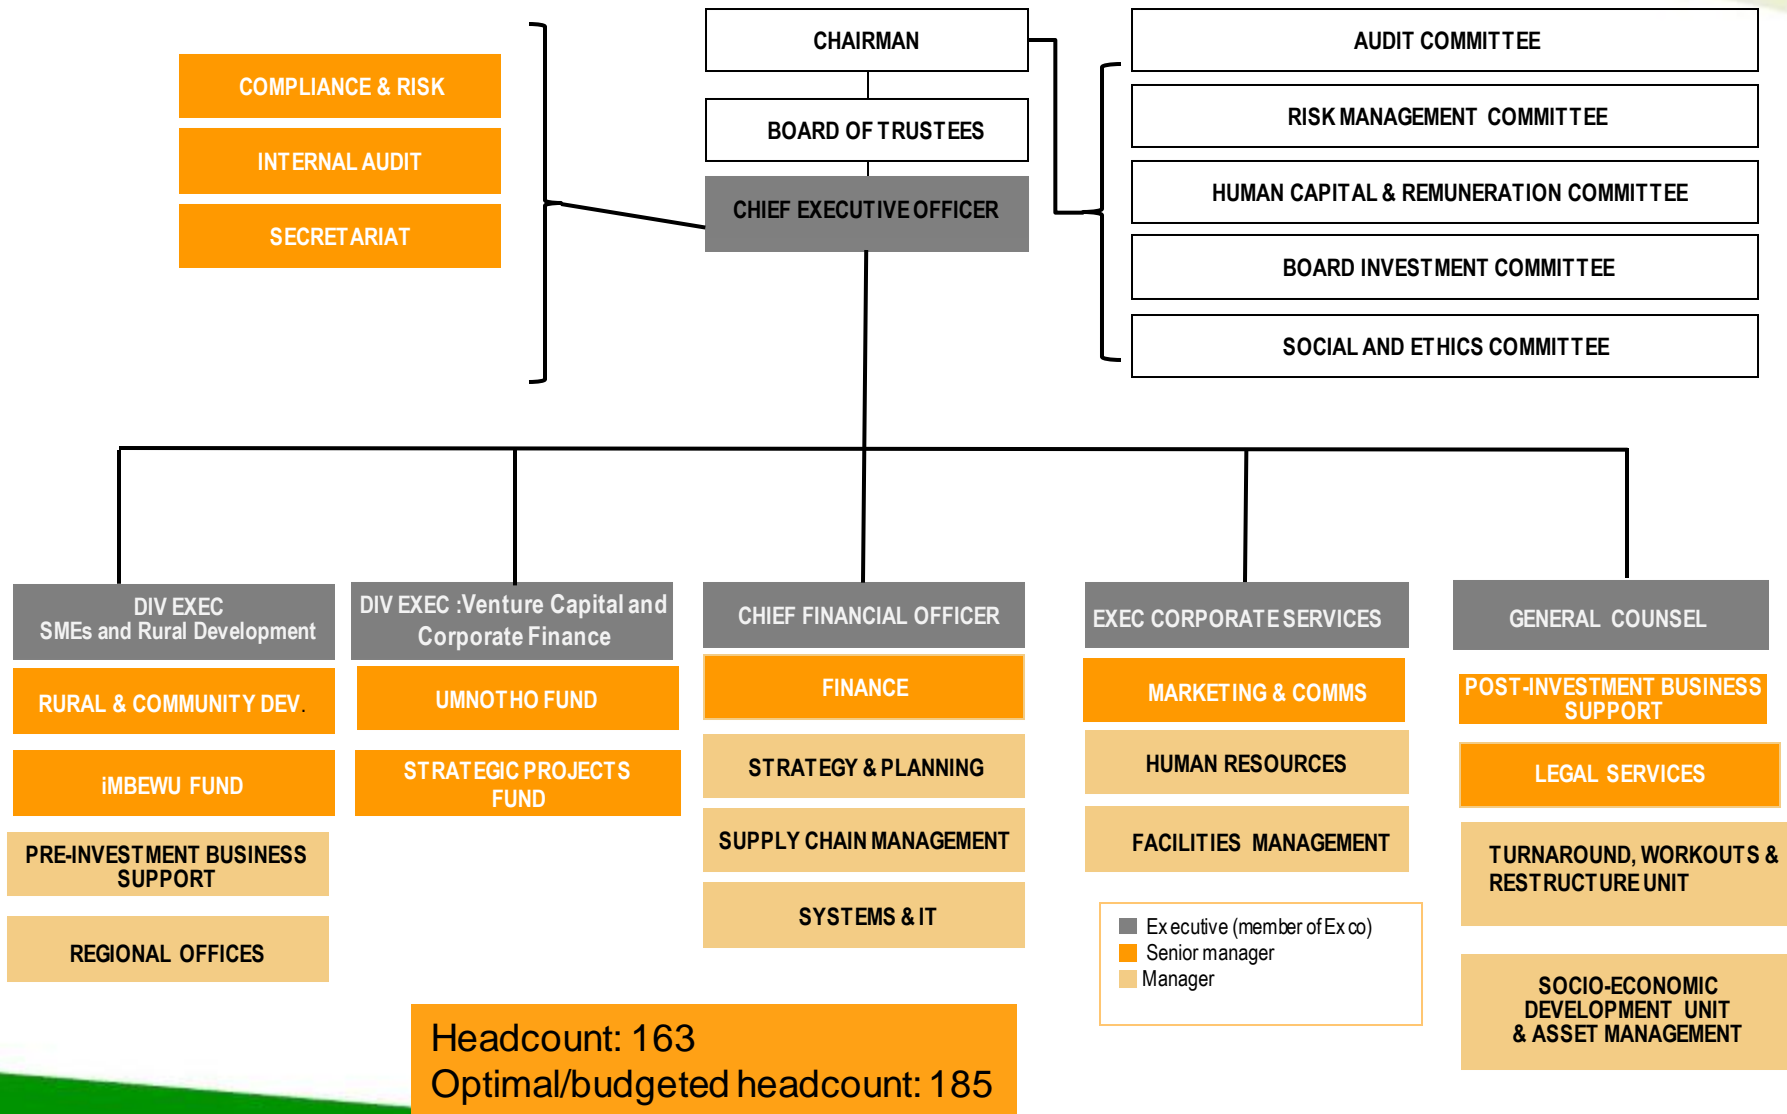 CHAIRMAN
BOARD OF TRUSTEES
CHIEF EXECUTIVE OFFICER
COMPLIANCE & RISK
INTERNAL AUDIT
SECRETARIAT
AUDIT COMMITTEE
RISK MANAGEMENT COMMITTEE
HUMAN CAPITAL & REMUNERATION COMMITTEE
BOARD INVESTMENT COMMITTEE
SOCIAL AND ETHICS COMMITTEE
DIV EXEC
SMEs and Rural Development
RURAL & COMMUNITY DEV.
iMBEWU FUND
PRE-INVESTMENT BUSINESS
SUPPORT
REGIONAL OFFICES
DIV EXEC :Venture Capital and
Corporate Finance
UMNOTHO FUND
STRATEGIC PROJECTS
FUND
CHIEF FINANCIAL OFFICER
FINANCE
STRATEGY & PLANNING
SUPPLY CHAIN MANAGEMENT
SYSTEMS & IT
EXEC CORPORATE SERVICES
MARKETING & COMMS
HUMAN RESOURCES
FACILITIES MANAGEMENT
GENERAL COUNSEL
POST-INVESTMENT BUSINESS
SUPPORT
LEGAL SERVICES
TURNAROUND, WORKOUTS &
RESTRUCTURE UNIT
SOCIO-ECONOMIC
DEVELOPMENT UNIT
& ASSET MANAGEMENT
Executive (member of Exco)
Senior manager
Manager
Headcount: 163
Optimal/budgeted headcount: 185